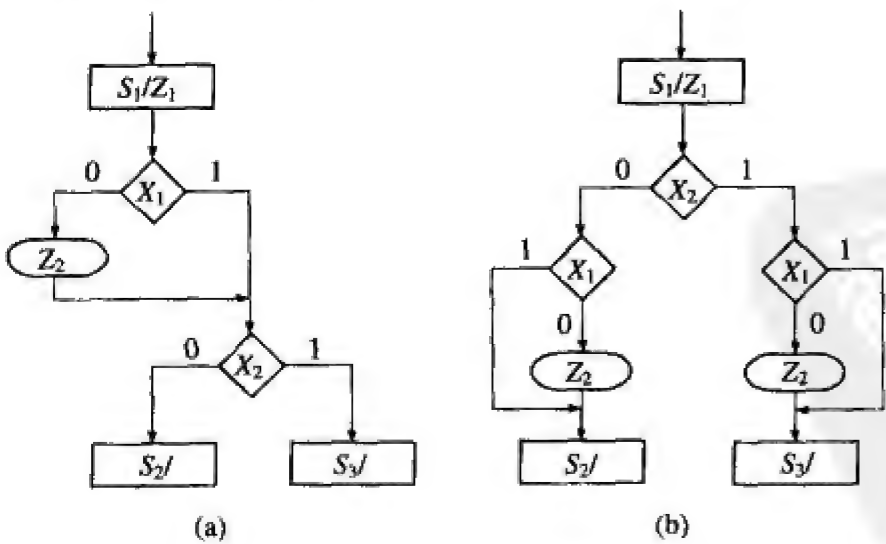 S₁/Z₁
0
1
X₁
Z₂
0
1
X₂
S₂/
S₃/
(a)
S₁/Z₁
0
1
X₂
1
X₁
0
Z₂
S₂/
X₁
1
0
Z₂
S₃/
(b)